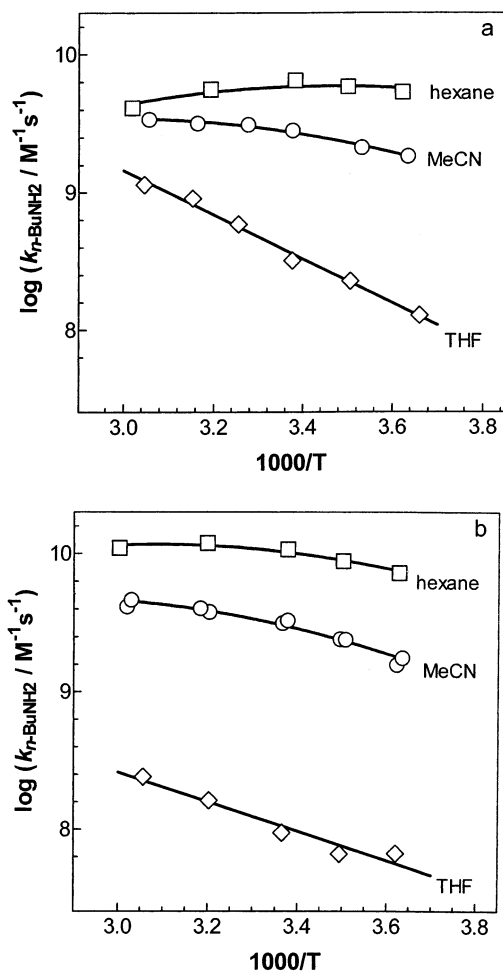 a
10
9
8
hexane
MeCN
THF
log (kn-BuNH2 / M⁻¹s⁻¹)
3.0 3.2 3.4 3.6 3.8
1000/T
b
10
9
8
hexane
MeCN
THF
log (kn-BuNH2 / M⁻¹s⁻¹)
3.0 3.2 3.4 3.6 3.8
1000/T